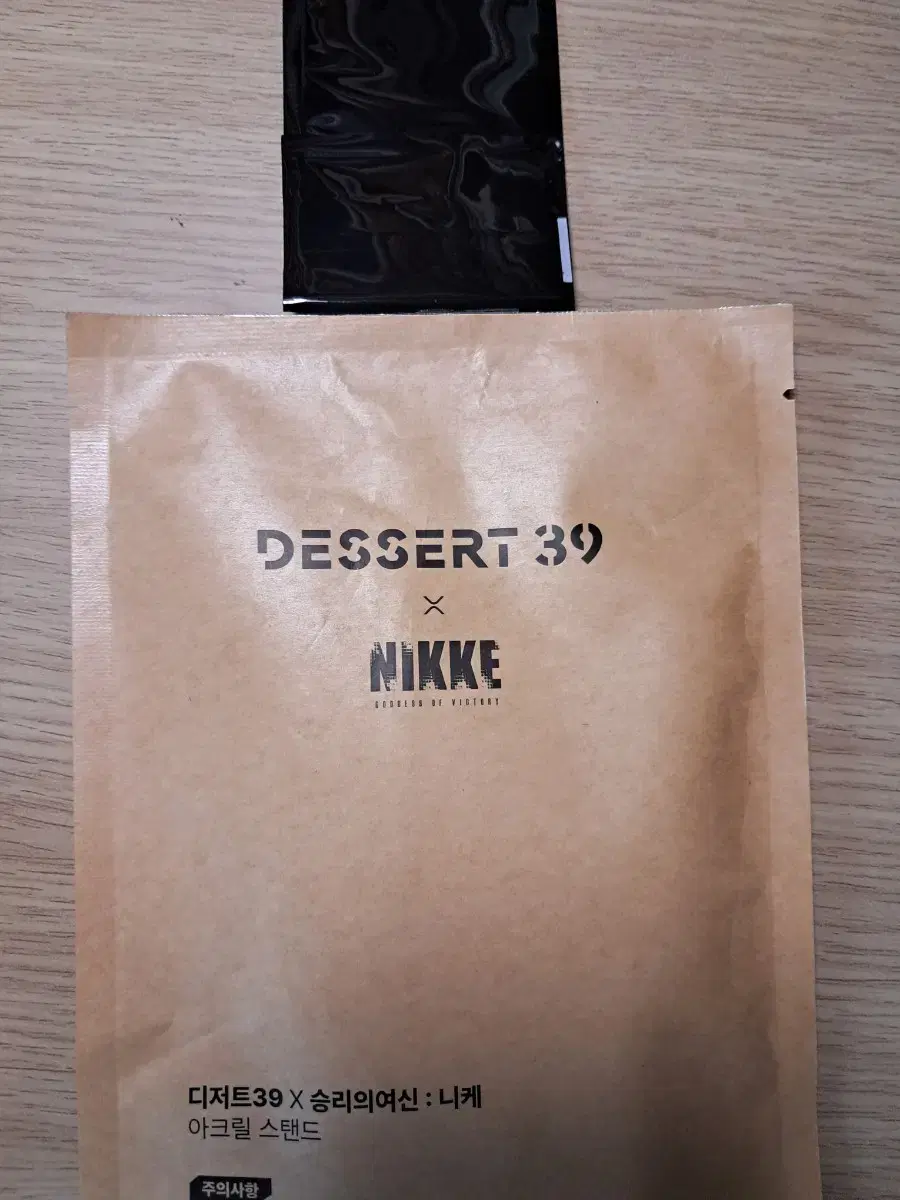 DESSERT 39
X
NIKKE
GODDESS OF VICTORY
디저트39 X 승리의여신 : 니케
아크릴 스탠드
주의사항